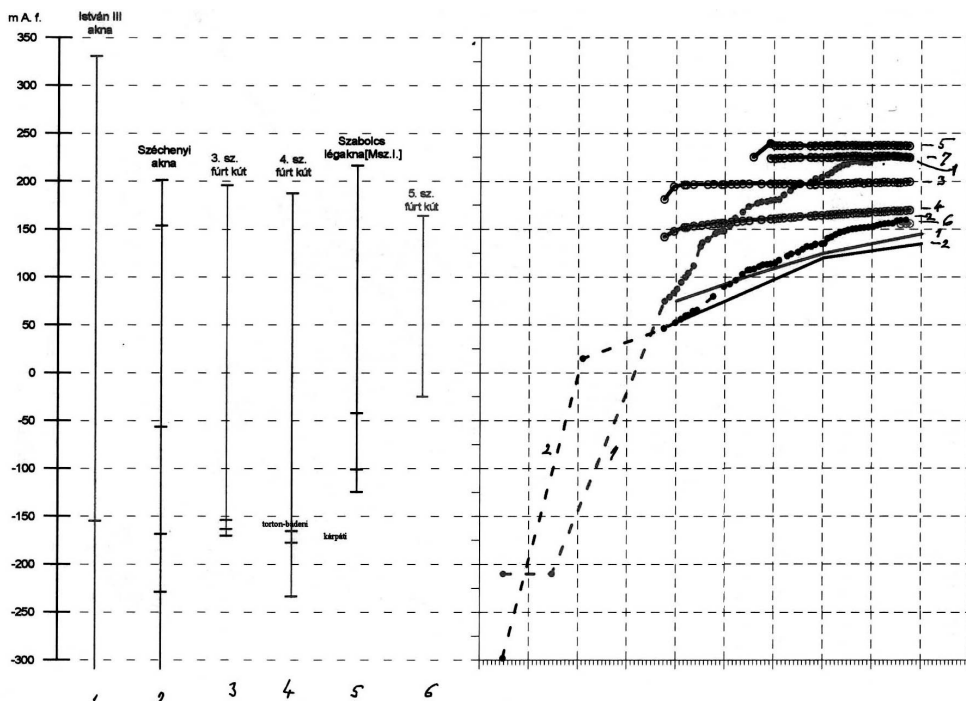 m A. f.
350
300
250
200
150
100
50
0
-50
-100
-150
-200
-250
-300
István III
akna
Széchenyi
akna
3. sz.
fúrt kút
4. sz.
fúrt kút
Szabolcs
légakna[Msz.I.]
5. sz.
fúrt kút
torton-badeni
kárpáti
1
2
3
4
5
6
2
1
5
7
1
3
4
2
6
1
2